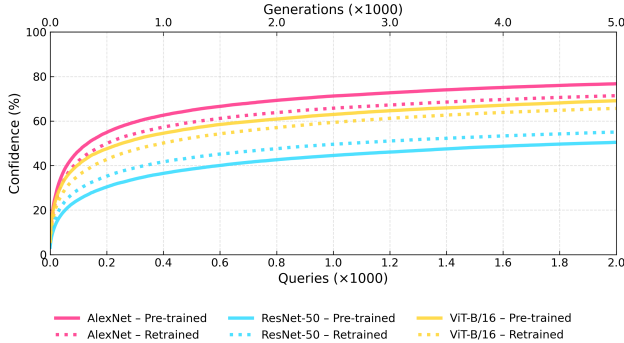 Generations (×1000)
0.0 1.0 2.0 3.0 4.0 5.0
100
80
60
40
20
0
Confidence (%)
0.0 0.2 0.4 0.6 0.8 1.0 1.2 1.4 1.6 1.8 2.0
Queries (×1000)
AlexNet – Pre-trained ResNet-50 – Pre-trained ViT-B/16 – Pre-trained
AlexNet – Retrained ResNet-50 – Retrained ViT-B/16 – Retrained